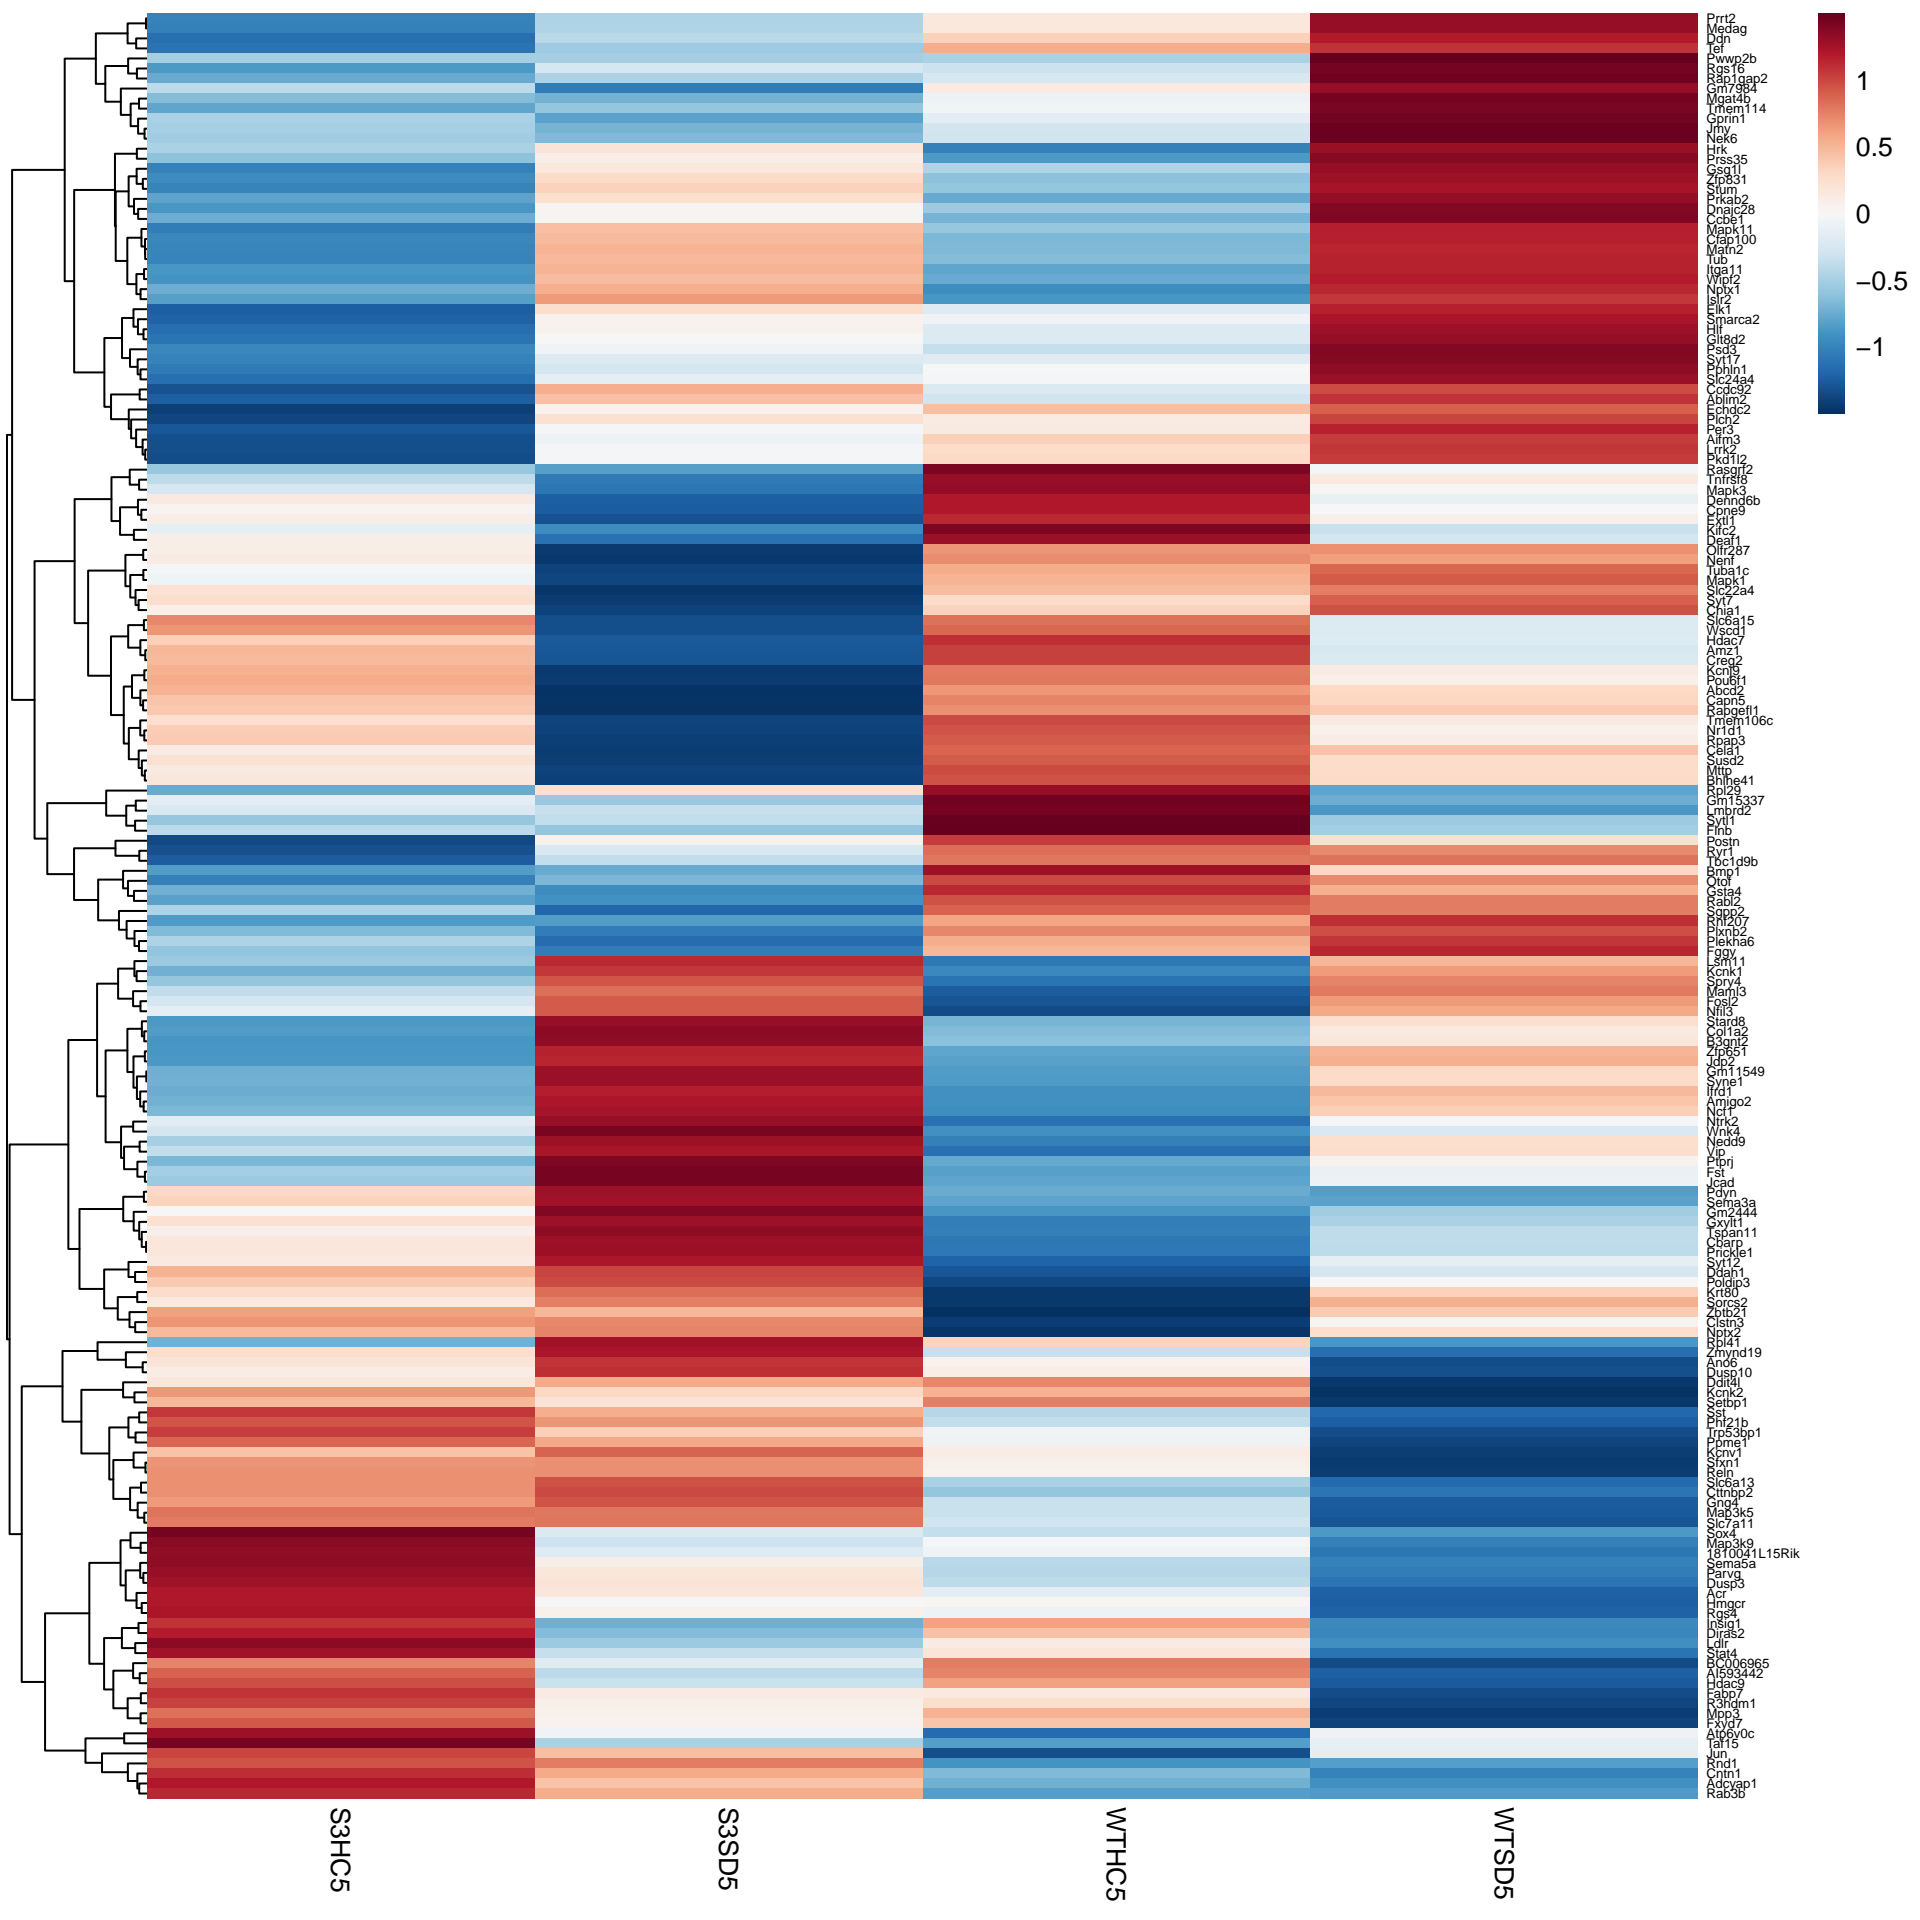 Prrt2
Medag
Ddn
Tef
Pwwp2b
Rgs16
Rap1gap2
Gm7984
Mgat4b
Tmem114
Gprin1
Jmy
Nek6
Hrk
Prss35
Gsg1l
Zfp831
Stum
Prkab2
Dnajc28
Ccbe1
Mapk11
Cfap100
Matn2
Tub
Itga11
Wipf2
Nptx1
Islr2
Elk1
Smarca2
Hlf
Glt8d2
Psd3
Syt17
Pphln1
Slc24a4
Ccdc92
Ablim2
Echdc2
Plch2
Per3
Aifm3
Lrrk2
Pkd1l2
Rasgrf2
Tnfrsf8
Mapk3
Dennd6b
Cpne9
Extl1
Kifc2
Deaf1
Olfr287
Nenf
Tuba1c
Mapk1
Slc22a4
Syt7
Chia1
Slc6a15
Wscd1
Hdac7
Amz1
Creg2
Kcnj9
Pou6f1
Abcd2
Capn5
Rapgefl1
Tmem106c
Nr1d1
Rpap3
Cela1
Susd2
Mttp
Bhlhe41
Rpl29
Gm15337
Lmbrd2
Sytl1
Flnb
Postn
Ryr1
Tbc1d9b
Bmp1
Otof
Gsta4
Rabl2
Sgpp2
Rnf207
Plxnb2
Plekha6
Fggy
Lsm11
Kcnk1
Spry4
Maml3
Fosl2
Nfil3
Stard8
Col1a2
B3gnt2
Zfp651
Jdp2
Gm11549
Syne1
Ifrd1
Amigo2
Ncf1
Ntrk2
Wnk4
Nedd9
Vip
Ptprj
Fst
Jcad
Pdyn
Sema3a
Gm2444
Gxylt1
Tspan11
Cbarp
Prickle1
Syt12
Ddah1
Poldip3
Krt80
Sorcs2
Zbtb21
Clstn3
Nptx2
Rpl41
Zmynd19
Ano6
Dusp10
Ddit4l
Kcnk2
Setbp1
Sst
Phf21b
Trp53bp1
Ppme1
Kcnv1
Sfxn1
Reln
Slc6a13
Cttnbp2
Gng4
Map3k5
Slc7a11
Sox4
Map3k9
1810041L15Rik
Sema5a
Parvg
Dusp3
Acr
Hmgcr
Rgs4
Insig1
Diras2
Ldlr
Stat4
BC006965
AI593442
Hdac9
Fabp7
R3hdm1
Mpp3
Fxyd7
Atp6v0c
Taf15
Jun
Rnd1
Cntn1
Adcyap1
Rab3b
1
0.5
0
−0.5
−1
S3HC5
S3SD5
WTHC5
WTSD5